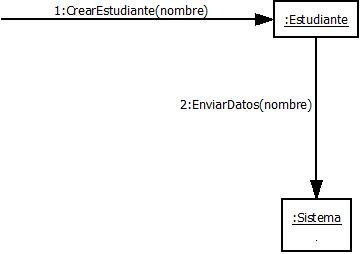 1:CrearEstudiante(nombre)
:Estudiante
2:EnviarDatos(nombre)
:Sistema
.